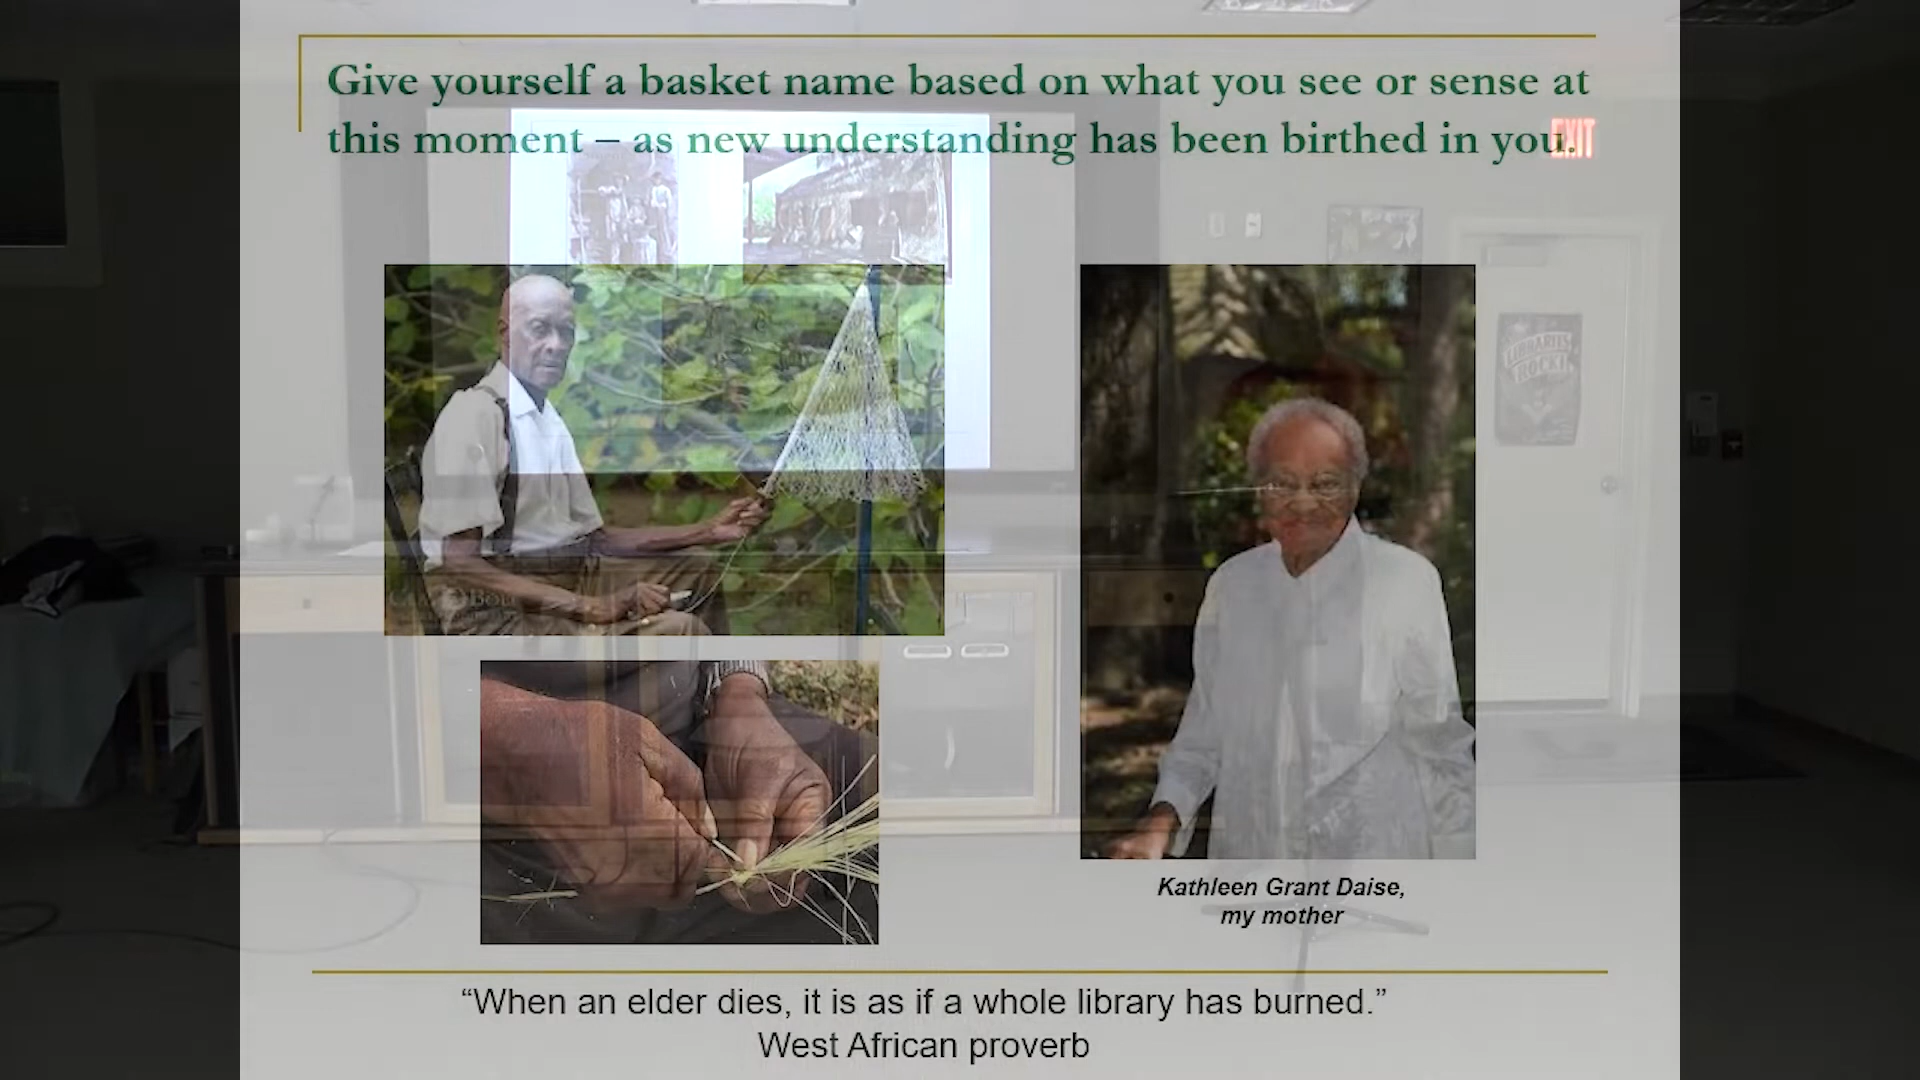 Give yourself a basket name based on what you see or sense at
this moment – as new understanding has been birthed in you.
EXIT
LIBRARIES
ROCK!
Kathleen Grant Daise,
my mother
“When an elder dies, it is as if a whole library has burned.”
West African proverb